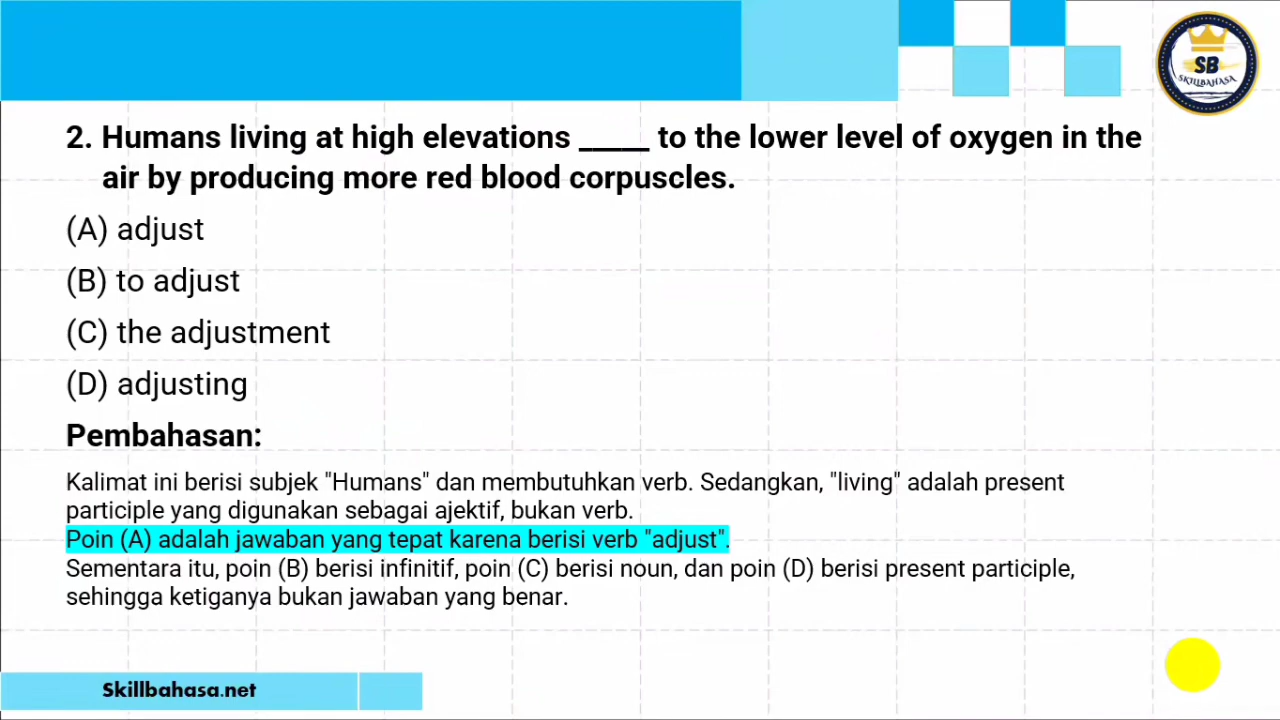 SB
SKILLBAHASA
2. Humans living at high elevations _____ to the lower level of oxygen in the
air by producing more red blood corpuscles.
(A) adjust
(B) to adjust
(C) the adjustment
(D) adjusting
Pembahasan:
Kalimat ini berisi subjek "Humans" dan membutuhkan verb. Sedangkan, "living" adalah present
participle yang digunakan sebagai ajektif, bukan verb.
Poin (A) adalah jawaban yang tepat karena berisi verb "adjust".
Sementara itu, poin (B) berisi infinitif, poin (C) berisi noun, dan poin (D) berisi present participle,
sehingga ketiganya bukan jawaban yang benar.
Skillbahasa.net